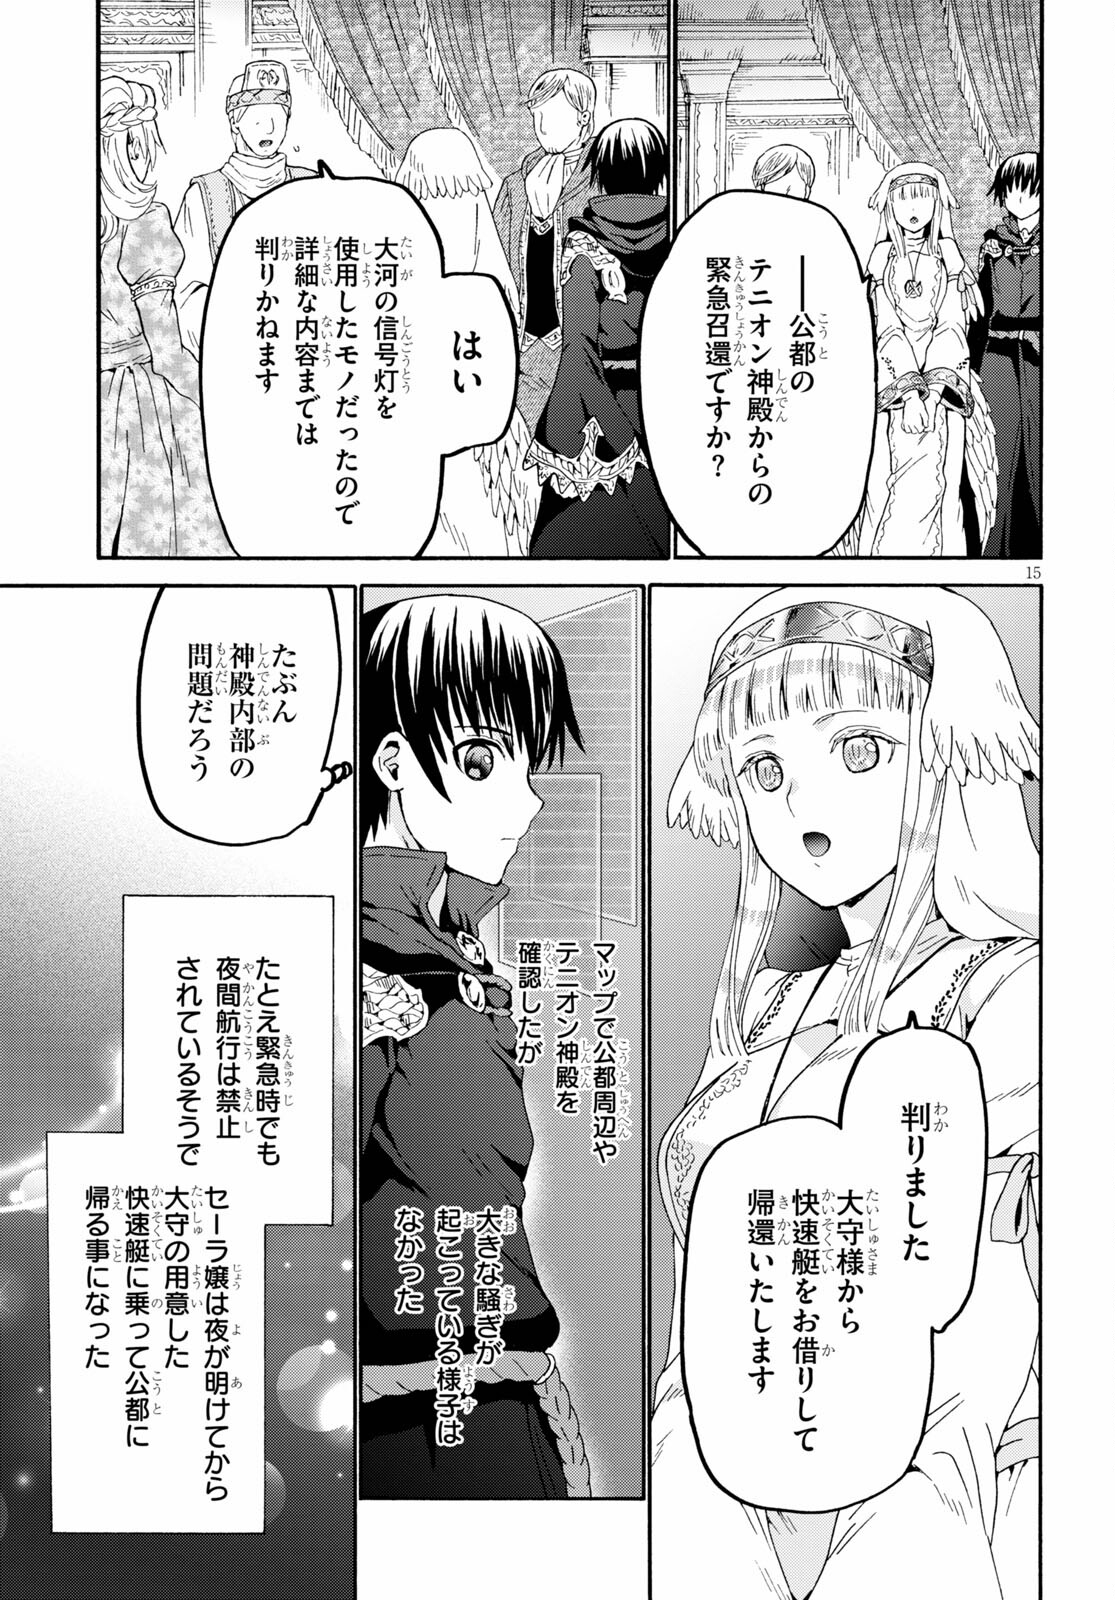 ――公都の
テニオン神殿からの
緊急召還ですか？
はい
大河の信号灯を
使用したモノだったので
詳細な内容までは
判りかねます
15
判りました
大守様から
快速艇をお借りして
帰還いたします
マップで公都周辺や
テニオン神殿を
確認したが
大きな騒ぎが
起こっている様子は
なかった
たぶん
神殿内部の
問題だろう
たとえ緊急時でも
夜間航行は禁止
されているそうで
セーラ嬢は夜が明けてから
大守の用意した
快速艇に乗って公都に
帰る事になった